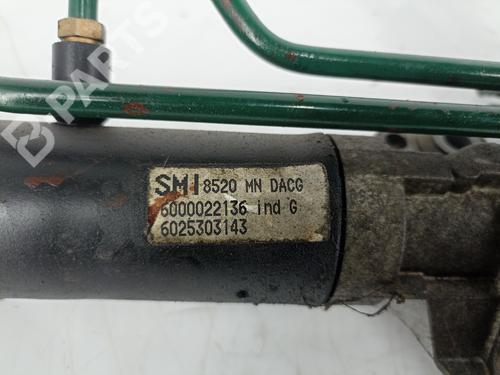 B-PARTS
SMI 8520 MN DACG
6000022136 ind G
6025303143